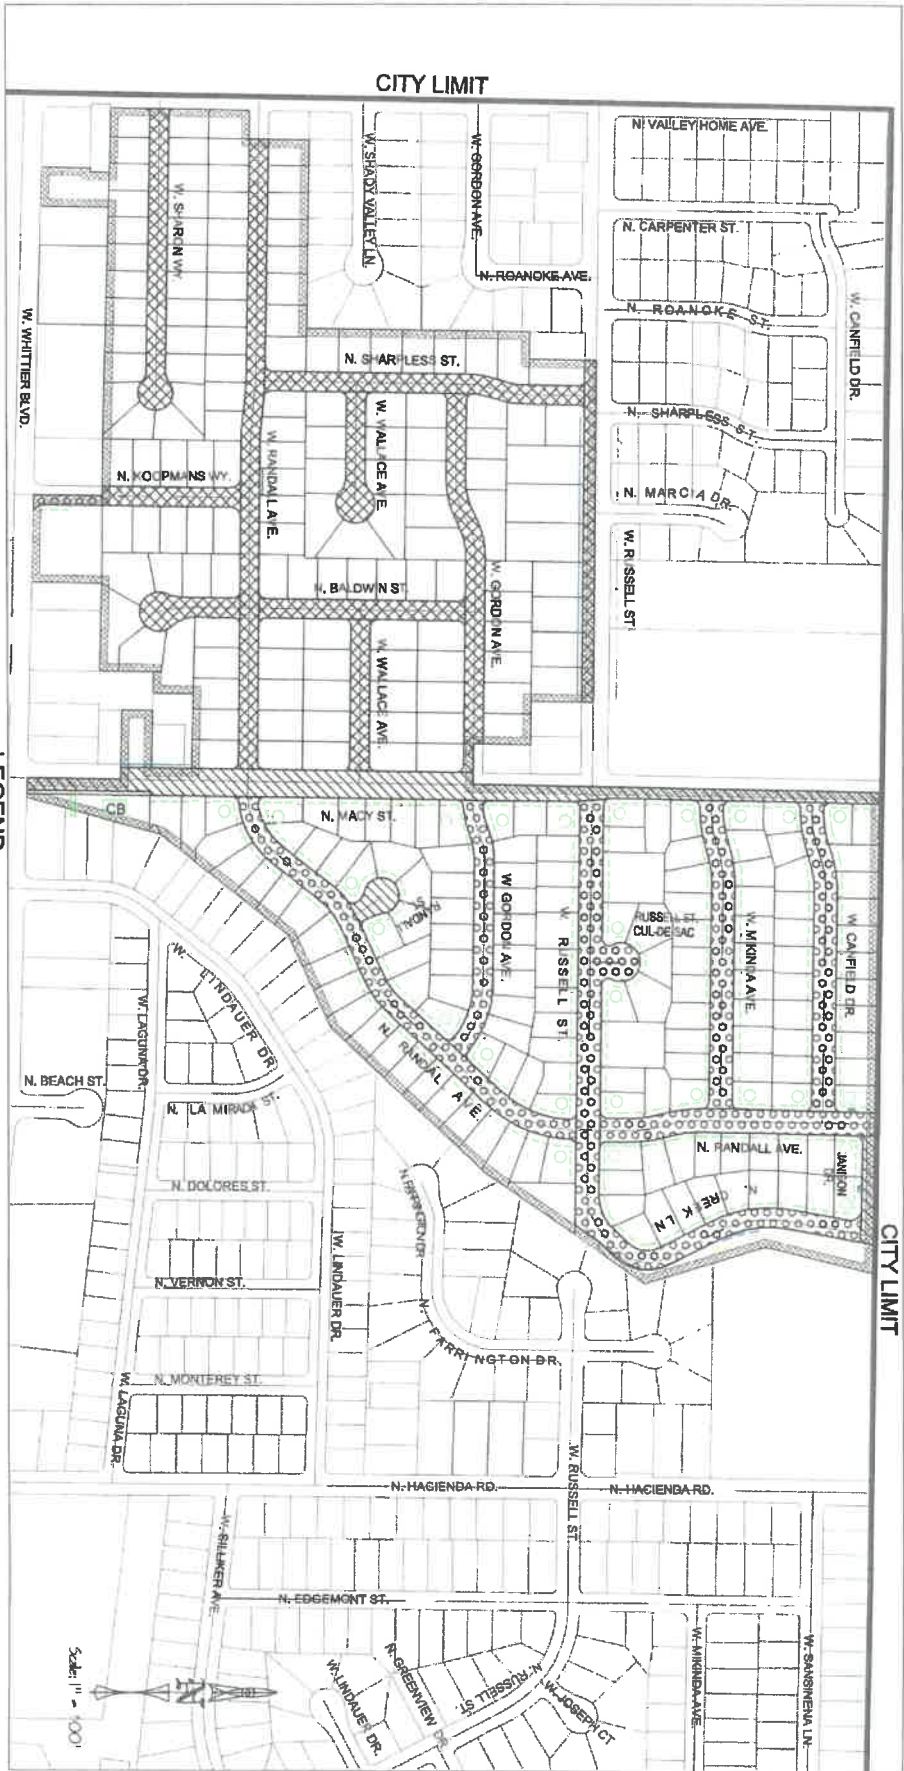 CITY LIMIT
N. VALLEY HOME AVE.
W. SHADY VALLEY LN.
W. GORDON AVE.
N. CARPENTER ST.
W. SHARON WY.
N. ROANOKE AVE.
N. ROANOKE ST.
W. CANFIELD DR.
W. WHITTIER BLVD.
N. SHARPLESS ST.
N. SHARPLESS ST.
W. WALLACE AVE.
W. RANDALL AVE.
N. KOOPMANS WY.
N. MARCIA DR.
W. RUSSELL ST.
N. BALDWIN ST.
W. GORDON AVE.
W. WALLACE AVE.
LEGEND
CB
N. MACY ST.
RANDALL
W. GORDON AVE.
W. RUSSELL ST.
RUSSELL ST.
CUL-DE-SAC
W. MIKINDA AVE.
W. CANFIELD DR.
W. LINDAUER DR.
W. LAGUNA DR.
N. BEACH ST.
N. LA MIRADA ST.
N. RANDAL AVE.
N. RANDALL AVE.
JANISON
DR.
N. CREEK LN
CITY LIMIT
N. DOLORES ST.
N. VERNON ST.
W. LINDAUER DR.
N. FARRINGTON DR.
N. MONTEREY ST.
W. LAGUNA DR.
N. HACIENDA RD.
N. HACIENDA RD.
W. RUSSELL ST.
W. SILLIKER AVE.
N. EDGEMONT ST.
N. GREENVIEW DR.
W. LINDAUER DR.
N. RUSSELL ST.
W. JOSEPH CT
W. MIKINDA AVE.
W. SANSINENA LN.
N
Scale: 1" = 100'